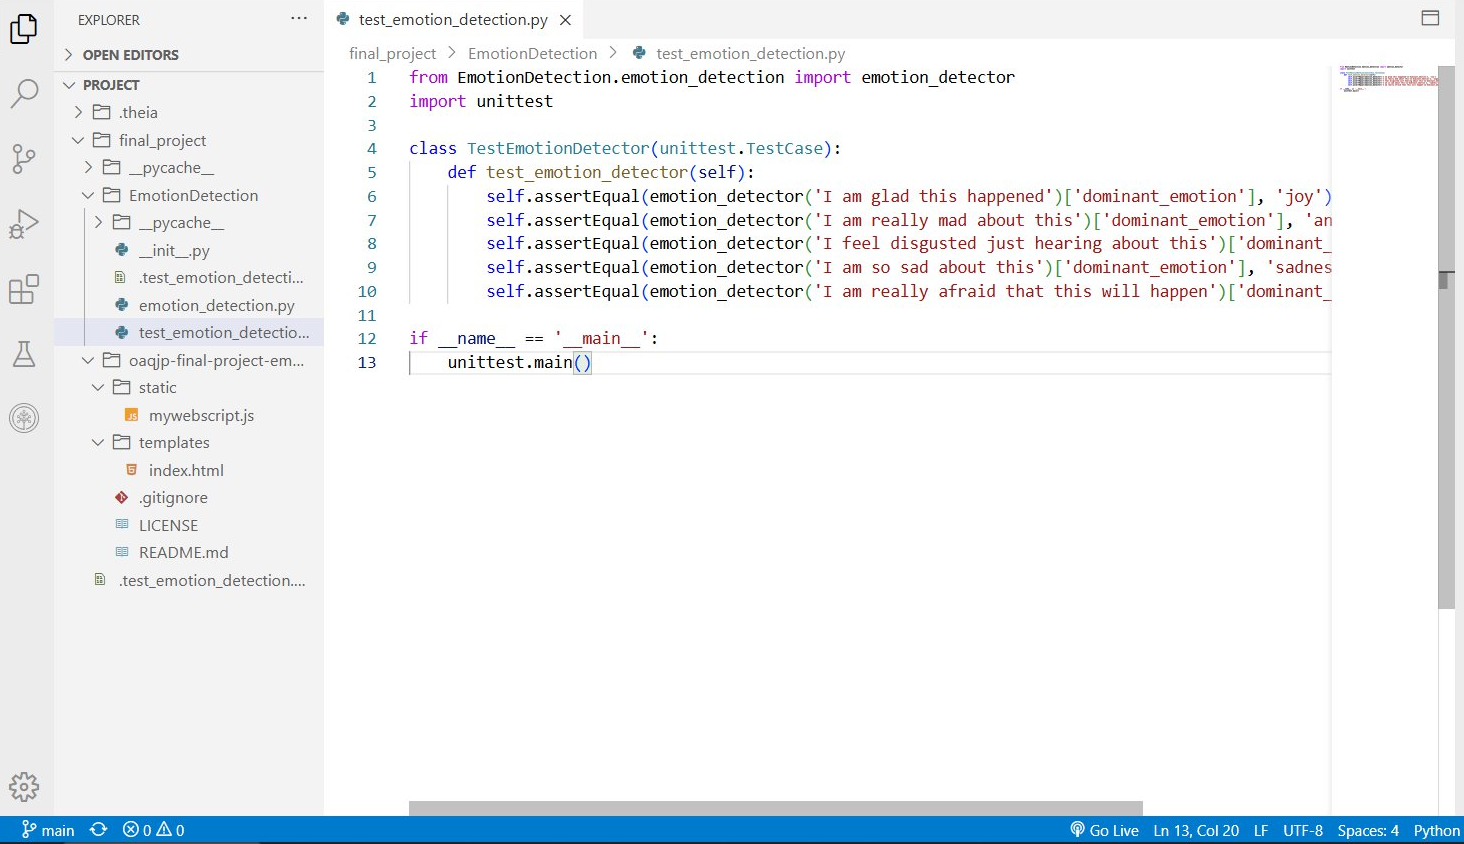 EXPLORER
···
OPEN EDITORS
PROJECT
.theia
final_project
__pycache__
EmotionDetection
__pycache__
__init__.py
.test_emotion_detecti...
emotion_detection.py
test_emotion_detectio...
oaqjp-final-project-em...
static
mywebscript.js
templates
index.html
.gitignore
LICENSE
README.md
.test_emotion_detection....
test_emotion_detection.py
final_project > EmotionDetection > test_emotion_detection.py
1 from EmotionDetection.emotion_detection import emotion_detector
2 import unittest
3
4 class TestEmotionDetector(unittest.TestCase):
5     def test_emotion_detector(self):
6         self.assertEqual(emotion_detector('I am glad this happened')['dominant_emotion'], 'joy')
7         self.assertEqual(emotion_detector('I am really mad about this')['dominant_emotion'], 'an
8         self.assertEqual(emotion_detector('I feel disgusted just hearing about this')['dominant_
9         self.assertEqual(emotion_detector('I am so sad about this')['dominant_emotion'], 'sadnes
10         self.assertEqual(emotion_detector('I am really afraid that this will happen')['dominant_
11
12 if __name__ == '__main__':
13     unittest.main()
main 0 0 Go Live Ln 13, Col 20 LF UTF-8 Spaces: 4 Python